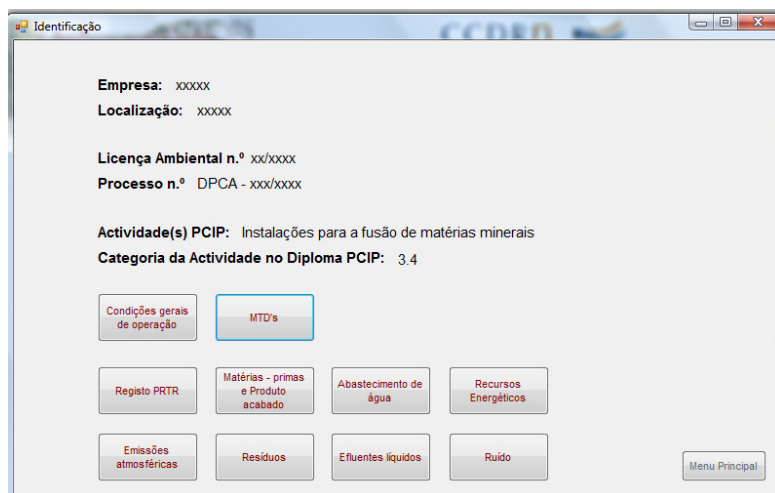 Identificação
CCDRn
Empresa: xxxxx
Localização: xxxxx
Licença Ambiental n.º xx/xxxx
Processo n.º DPCA - xxx/xxxx
Actividade(s) PCIP: Instalações para a fusão de matérias minerais
Categoria da Actividade no Diploma PCIP: 3.4
Condições gerais
de operação
MTD's
Registo PRTR
Matérias - primas
e Produto
acabado
Abastecimento de
água
Recursos
Energéticos
Emissões
atmosféricas
Resíduos
Efluentes líquidos
Ruído
Menu Principal